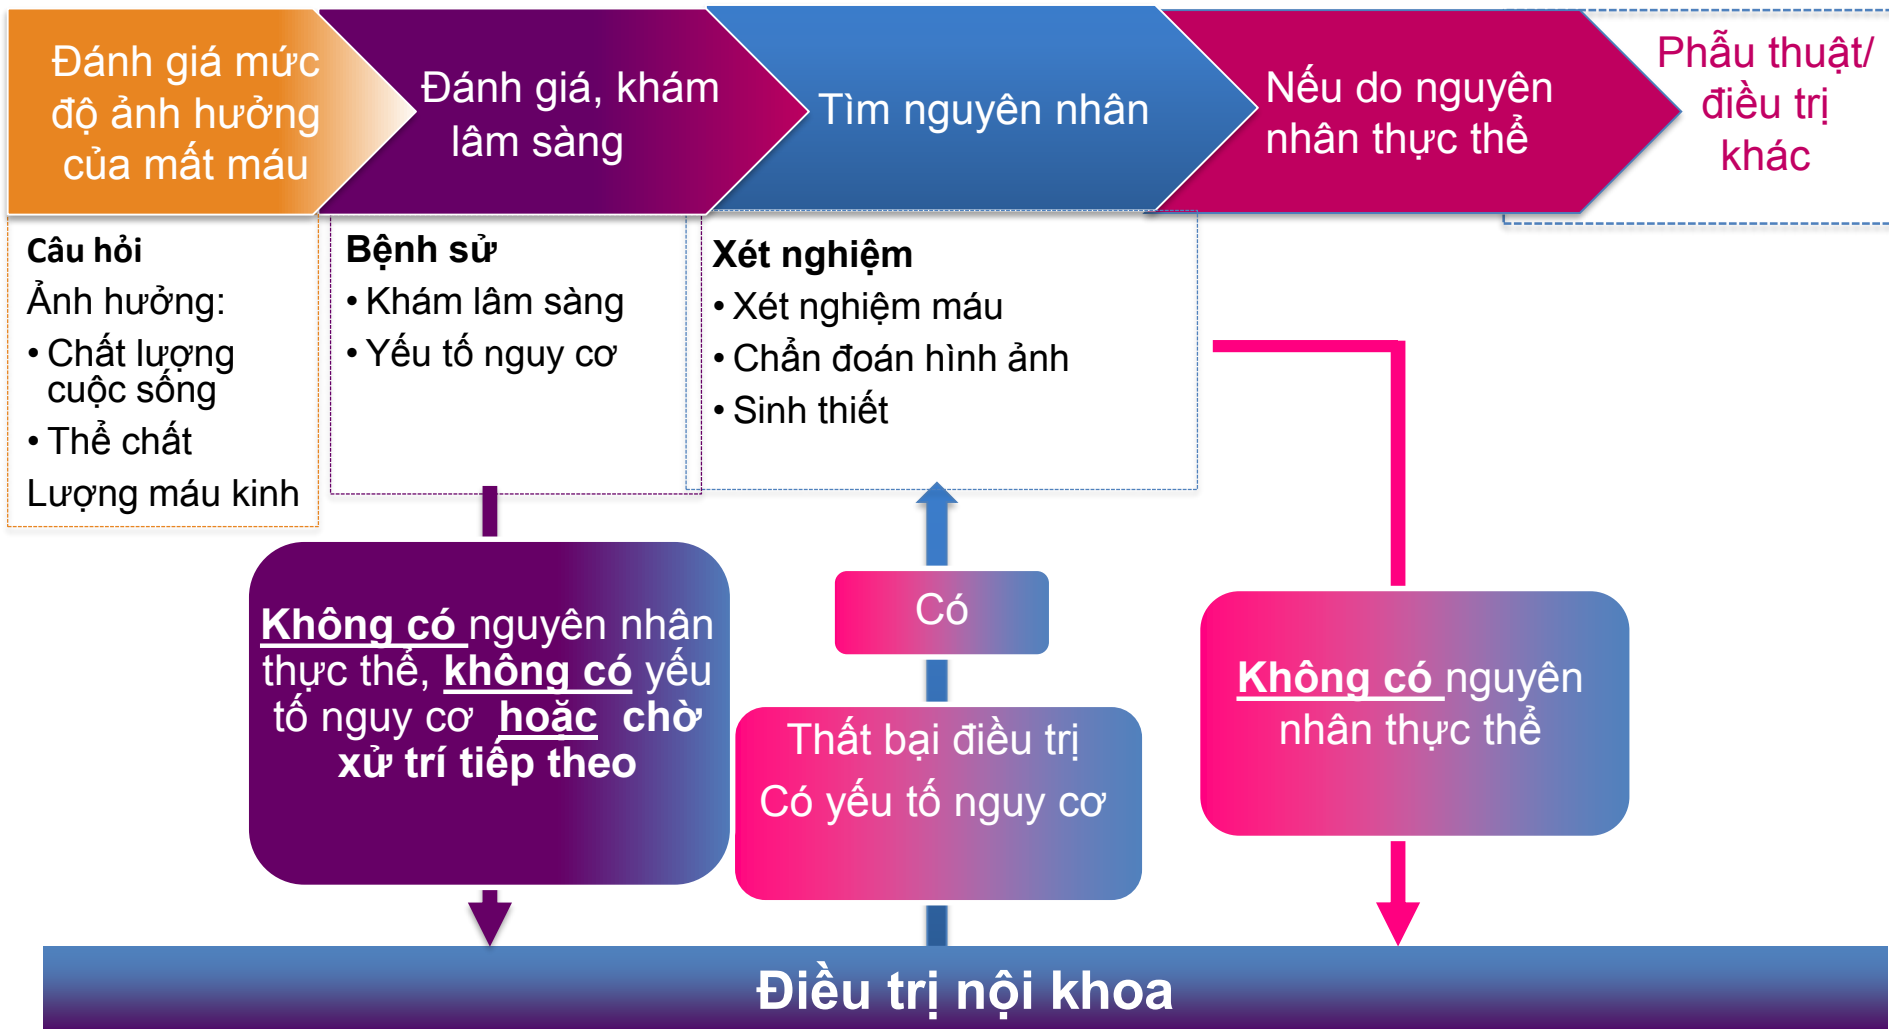 Đánh giá mức
độ ảnh hưởng
của mất máu
Đánh giá, khám
lâm sàng
Tìm nguyên nhân
Nếu do nguyên
nhân thực thể
Phẫu thuật/
điều trị
khác
Câu hỏi
Ảnh hưởng:
• Chất lượng
cuộc sống
• Thể chất
Lượng máu kinh
Bệnh sử
• Khám lâm sàng
• Yếu tố nguy cơ
Xét nghiệm
• Xét nghiệm máu
• Chẩn đoán hình ảnh
• Sinh thiết
Không có nguyên nhân
thực thể, không có yếu
tố nguy cơ hoặc chờ
xử trí tiếp theo
Có
Thất bại điều trị
Có yếu tố nguy cơ
Không có nguyên
nhân thực thể
Điều trị nội khoa